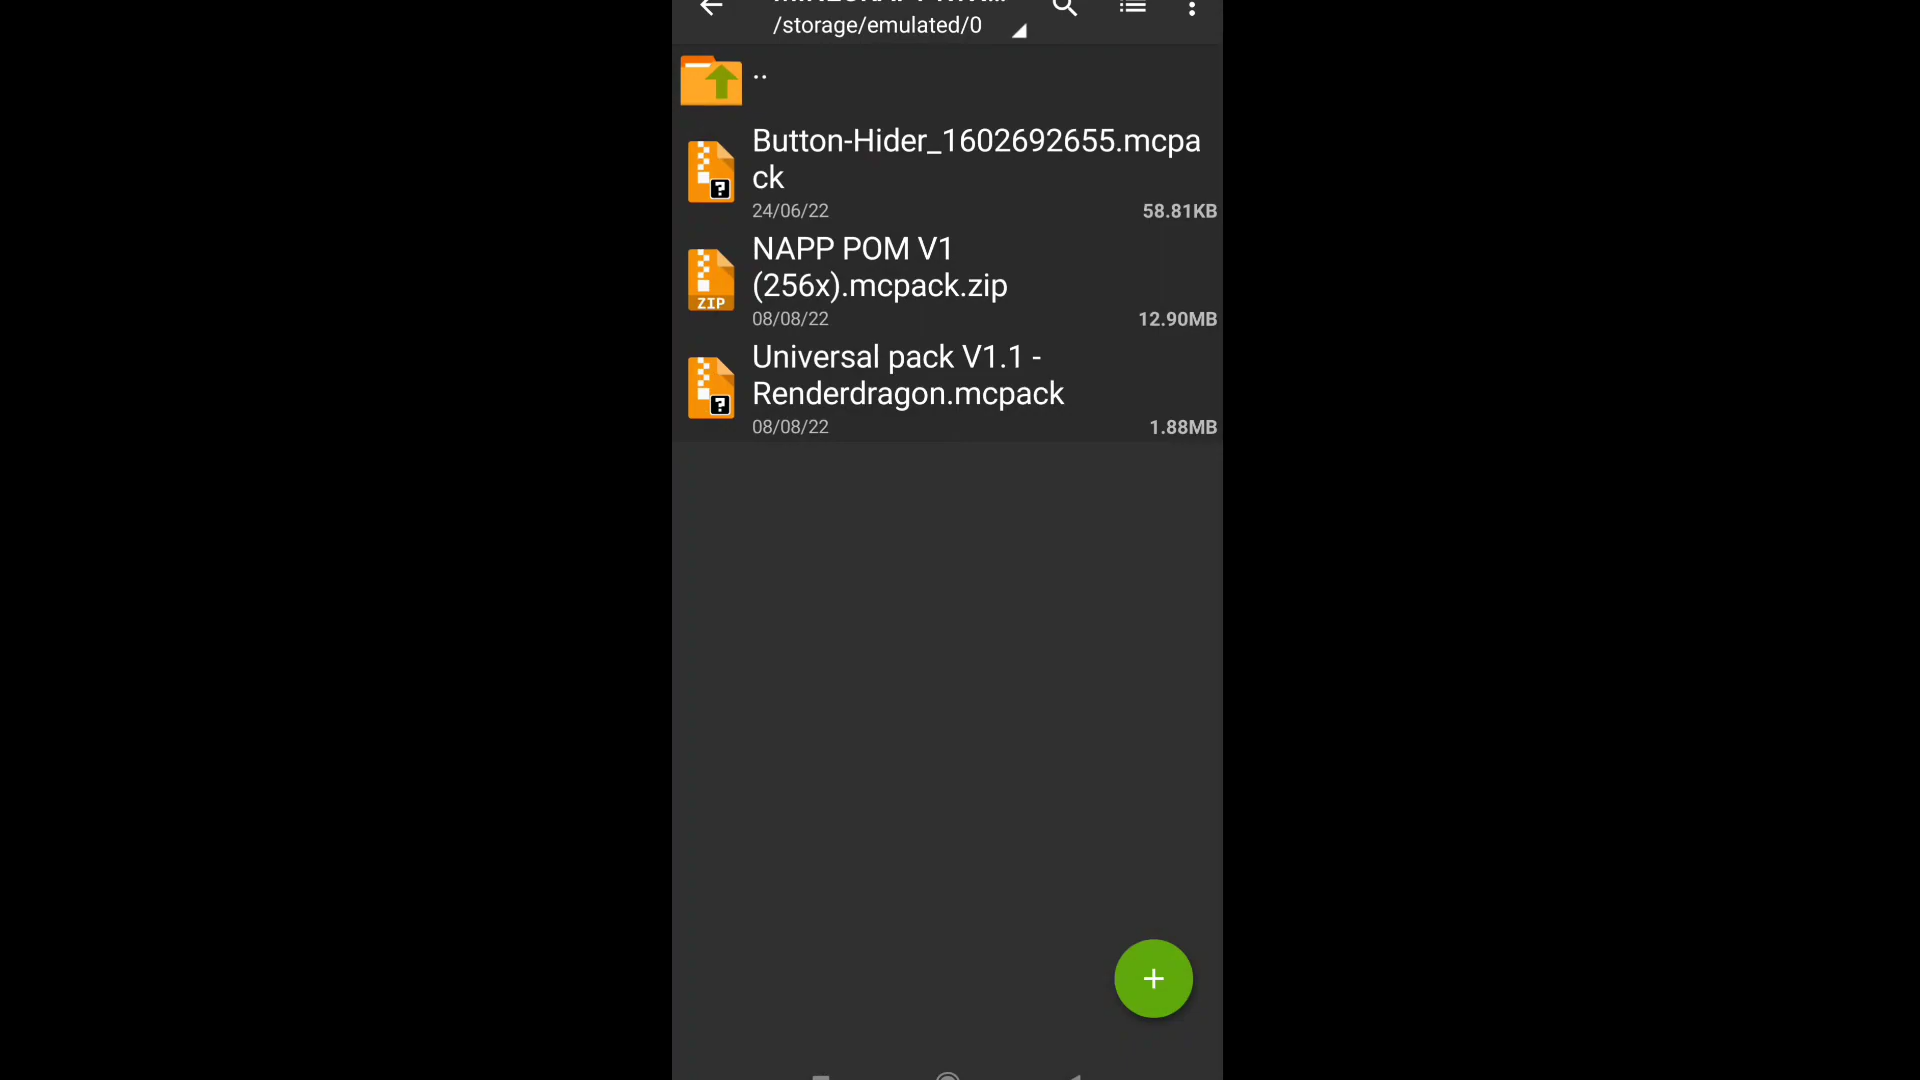 /storage/emulated/0
..
Button-Hider_1602692655.mcpa
ck
24/06/22 58.81KB
NAPP POM V1
(256x).mcpack.zip
ZIP
08/08/22 12.90MB
Universal pack V1.1 -
Renderdragon.mcpack
08/08/22 1.88MB